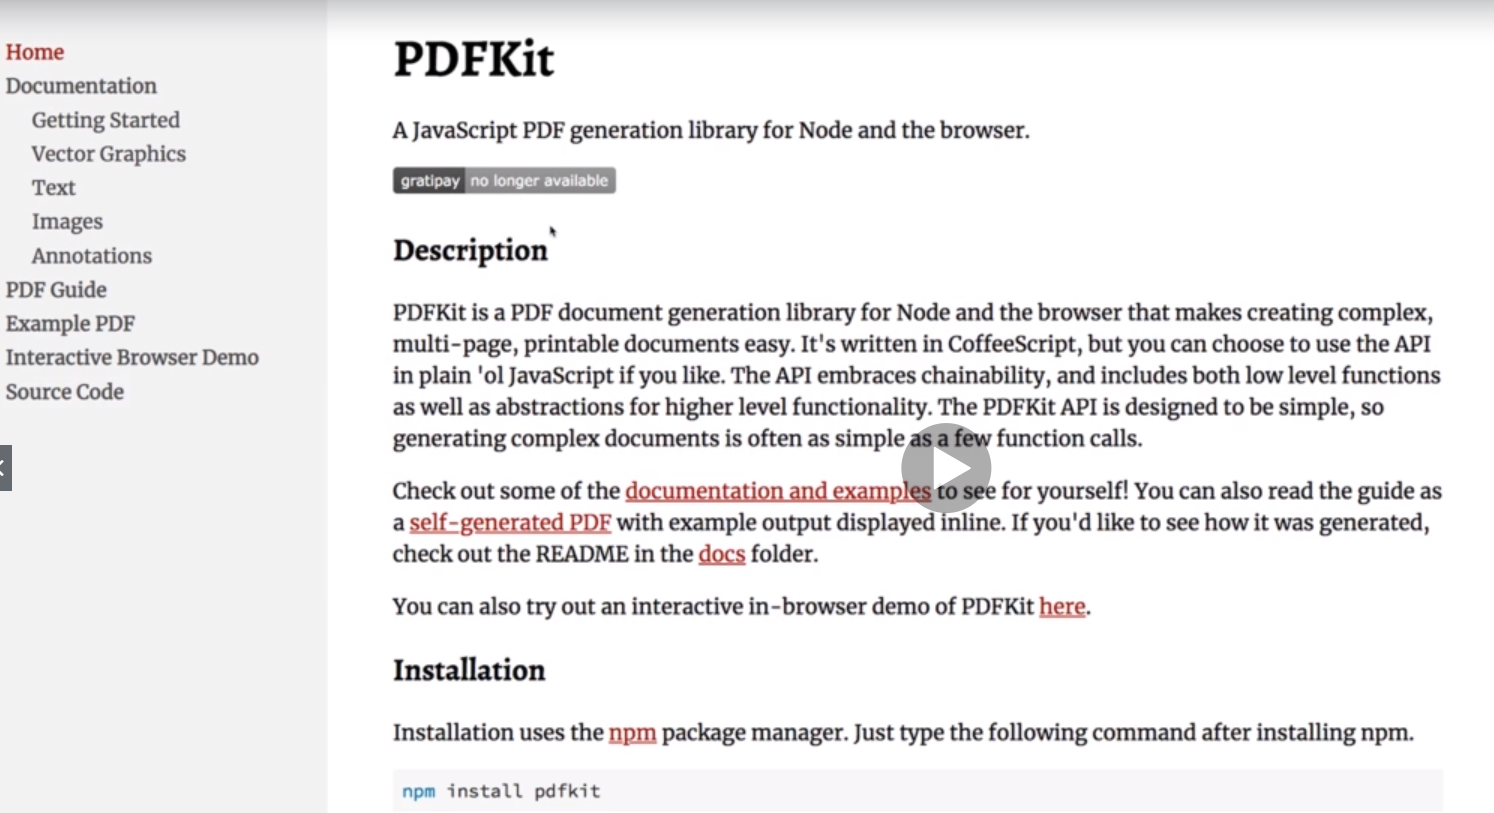 Home
Documentation
Getting Started
Vector Graphics
Text
Images
Annotations
PDF Guide
Example PDF
Interactive Browser Demo
Source Code
PDFKit
A JavaScript PDF generation library for Node and the browser.
gratipay no longer available
Description
PDFKit is a PDF document generation library for Node and the browser that makes creating complex,
multi-page, printable documents easy. It's written in CoffeeScript, but you can choose to use the API
in plain 'ol JavaScript if you like. The API embraces chainability, and includes both low level functions
as well as abstractions for higher level functionality. The PDFKit API is designed to be simple, so
generating complex documents is often as simple as a few function calls.
Check out some of the documentation and examples to see for yourself! You can also read the guide as
a self-generated PDF with example output displayed inline. If you'd like to see how it was generated,
check out the README in the docs folder.
You can also try out an interactive in-browser demo of PDFKit here.
Installation
Installation uses the npm package manager. Just type the following command after installing npm.
npm install pdfkit